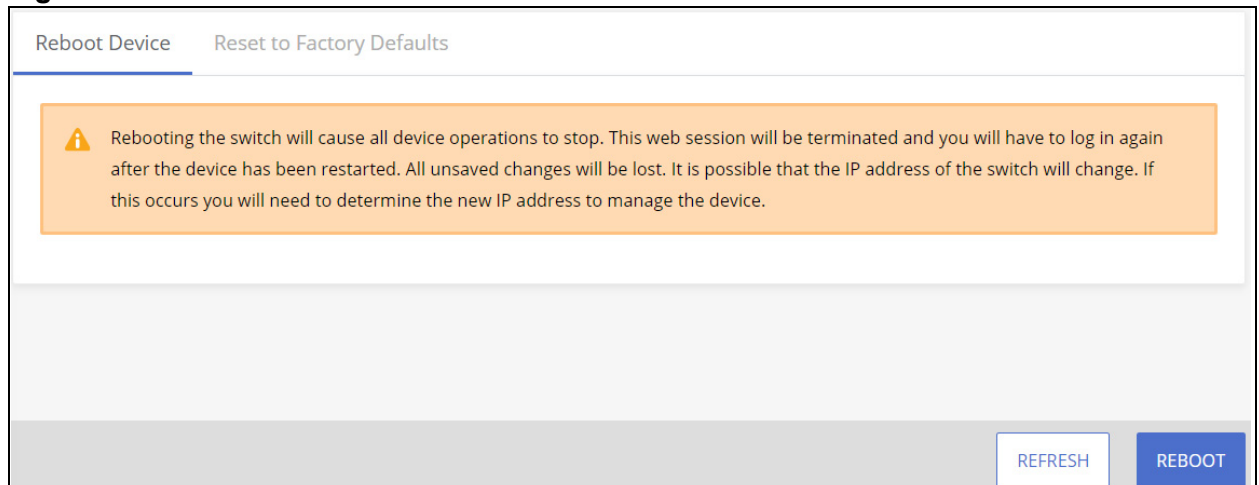 Reboot Device Reset to Factory Defaults
Rebooting the switch will cause all device operations to stop. This web session will be terminated and you will have to log in again
after the device has been restarted. All unsaved changes will be lost. It is possible that the IP address of the switch will change. If
this occurs you will need to determine the new IP address to manage the device.
REFRESH REBOOT